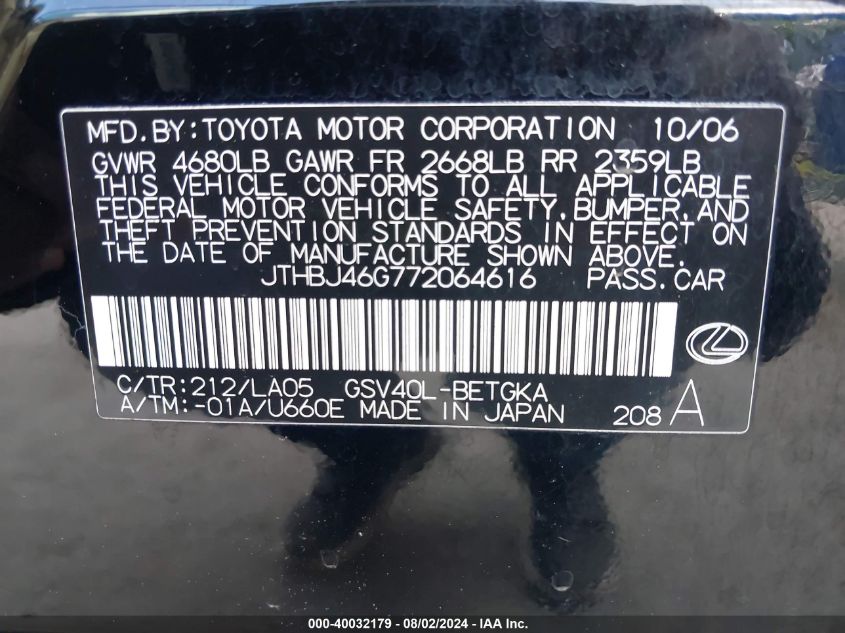 MFD.BY:TOYOTA MOTOR CORPORATION 10/06
GVWR 4680LB GAWR FR 2668LB RR 2359LB
THIS VEHICLE CONFORMS TO ALL APPLICABLE
FEDERAL MOTOR VEHICLE SAFETY,BUMPER,AND
THEFT PREVENTION STANDARDS IN EFFECT ON
THE DATE OF MANUFACTURE SHOWN ABOVE.
JTHBJ46G772064616 PASS.CAR
C/TR:212/LA05 GSV40L-BETGKA
A/TM:-01A/U660E MADE IN JAPAN 208 A
000-40032179 - 08/02/2024 - IAA Inc.